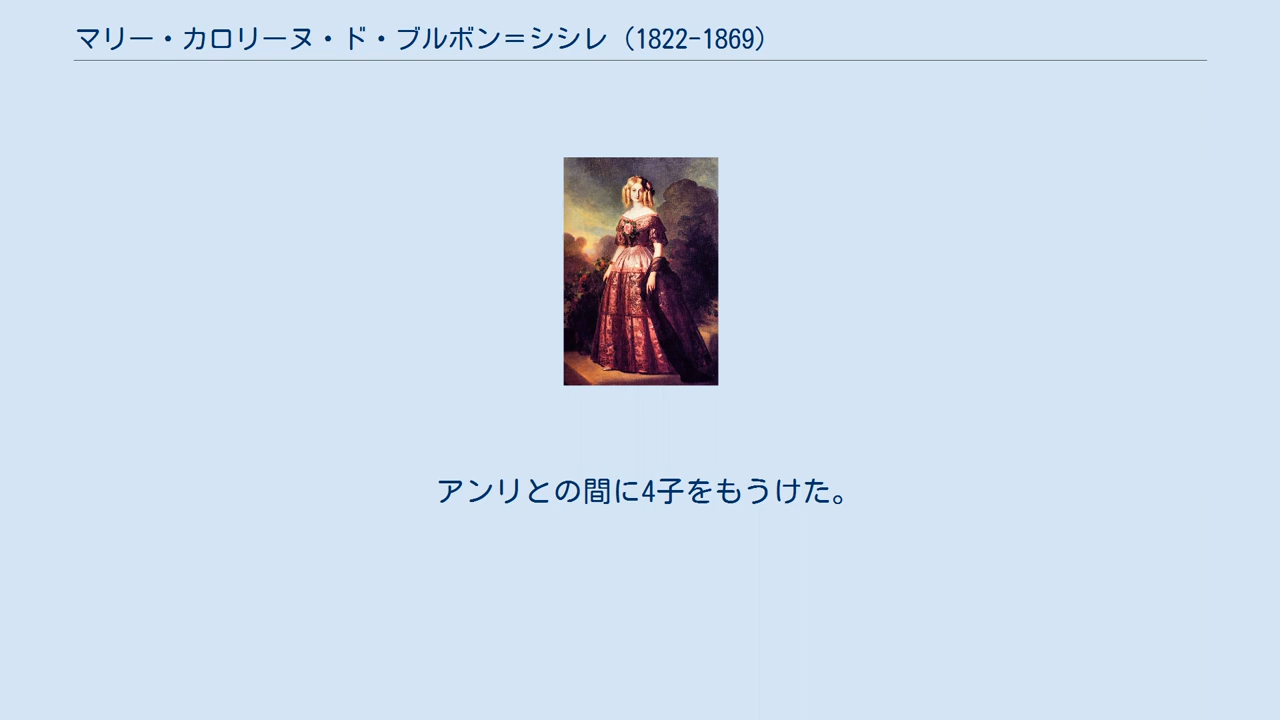 マリー・カロリーヌ・ド・ブルボン＝シシレ（1822-1869）
アンリとの間に4子をもうけた。